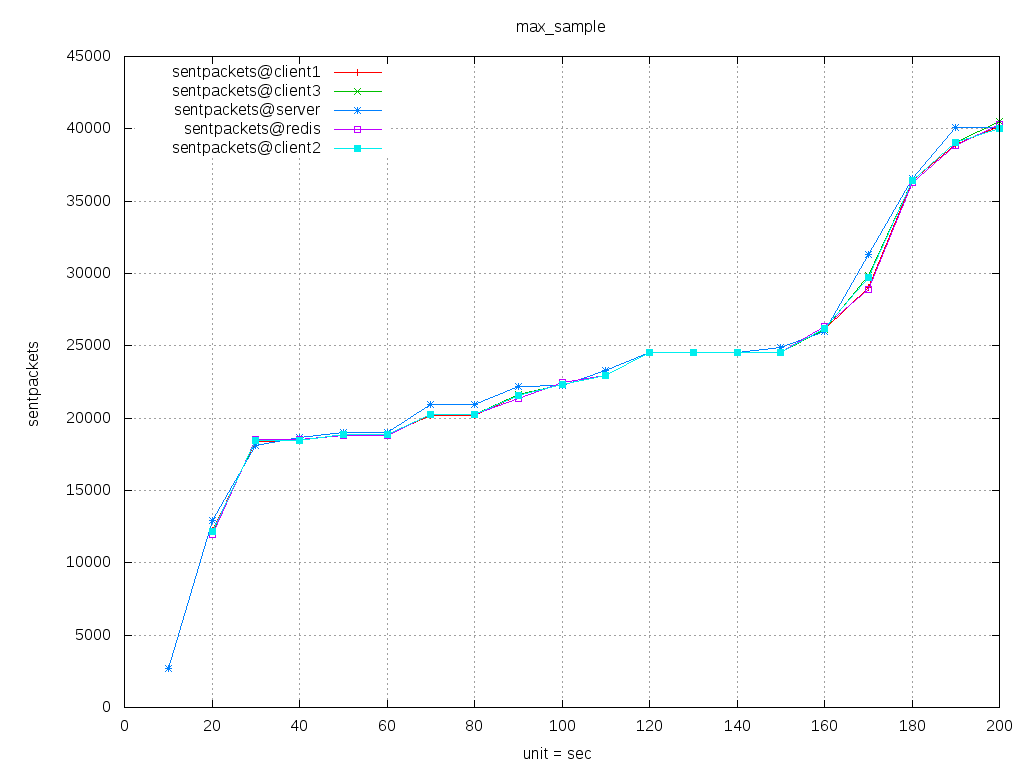 max_sample
45000
40000
35000
30000
25000
20000
15000
10000
5000
0
sentpackets
sentpackets@client1
sentpackets@client3
sentpackets@server
sentpackets@redis
sentpackets@client2
0 20 40 60 80 100 120 140 160 180 200
unit = sec